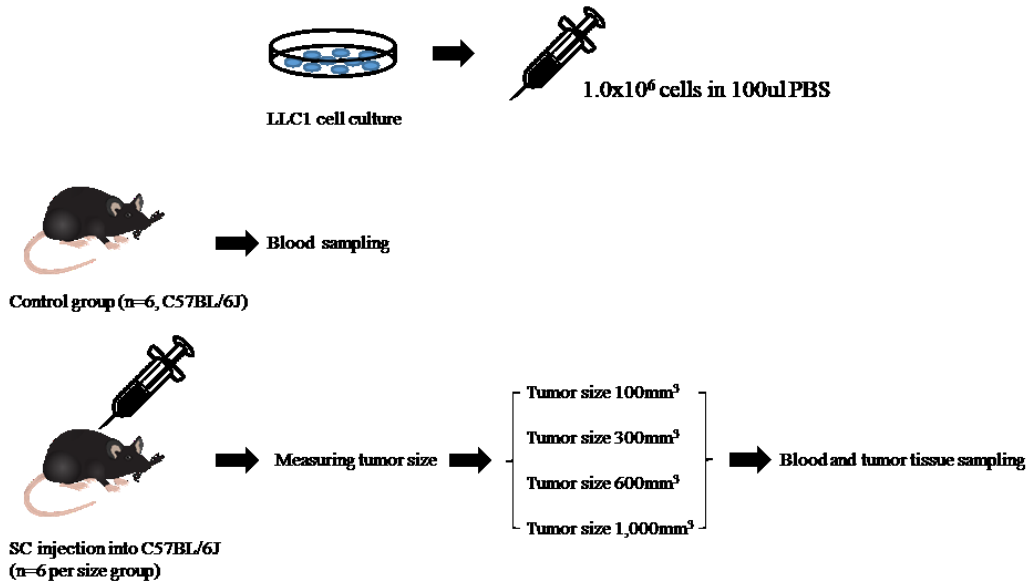 1.0x10⁶ cells in 100ul PBS
LLC1 cell culture
Blood sampling
Control group (n=6, C57BL/6J)
Tumor size 100mm³
Tumor size 300mm³
Measuring tumor size
Blood and tumor tissue sampling
Tumor size 600mm³
Tumor size 1,000mm³
SC injection into C57BL/6J
(n=6 per size group)